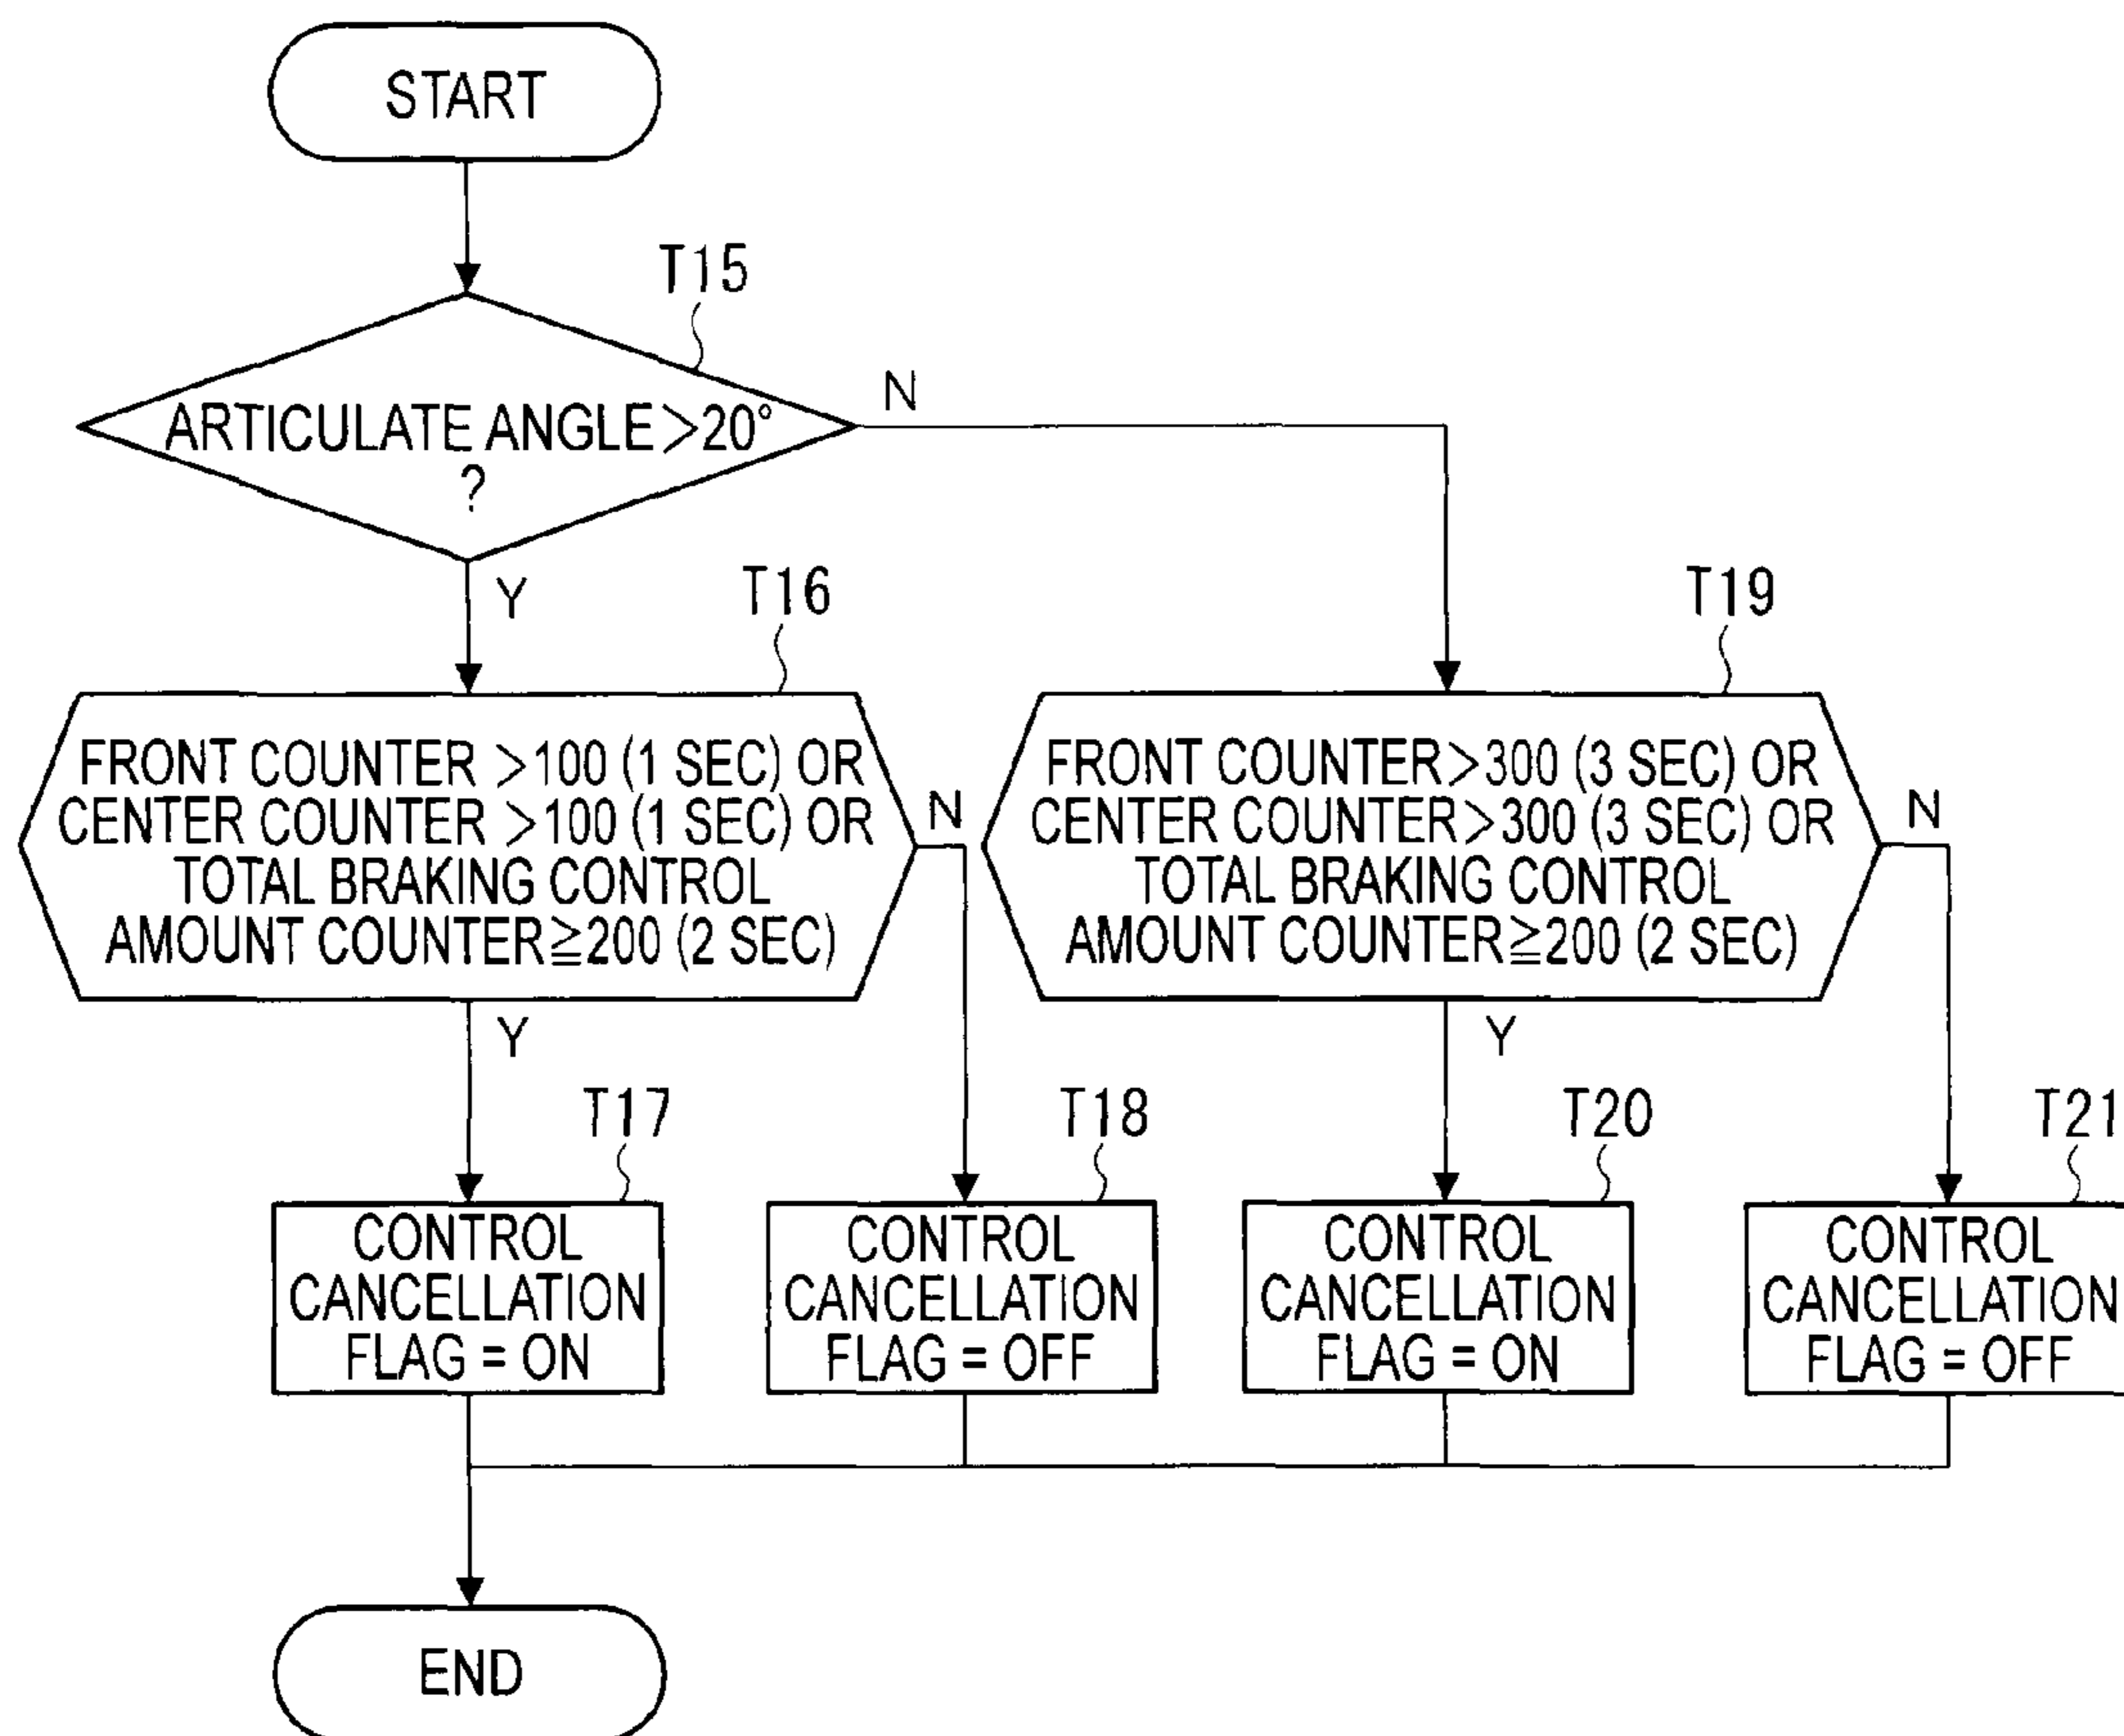 START
T15
ARTICULATE ANGLE>20°
?
N
Y
T16
FRONT COUNTER >100 (1 SEC) OR
CENTER COUNTER >100 (1 SEC) OR
TOTAL BRAKING CONTROL
AMOUNT COUNTER≧200 (2 SEC)
N
Y
T19
FRONT COUNTER>300 (3 SEC) OR
CENTER COUNTER>300 (3 SEC) OR
TOTAL BRAKING CONTROL
AMOUNT COUNTER≧200 (2 SEC)
N
Y
T17
CONTROL
CANCELLATION
FLAG = ON
T18
CONTROL
CANCELLATION
FLAG = OFF
T20
CONTROL
CANCELLATION
FLAG = ON
T21
CONTROL
CANCELLATION
FLAG = OFF
END